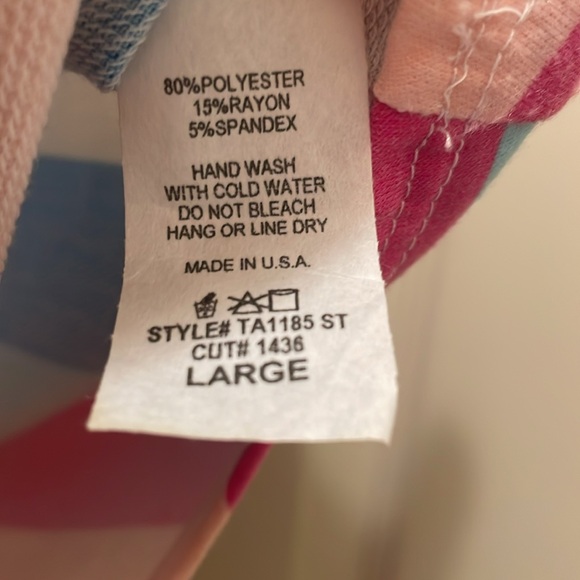 80%POLYESTER
15%RAYON
5%SPANDEX
HAND WASH
WITH COLD WATER
DO NOT BLEACH
HANG OR LINE DRY
MADE IN U.S.A.
STYLE# TA1185 ST
CUT# 1436
LARGE